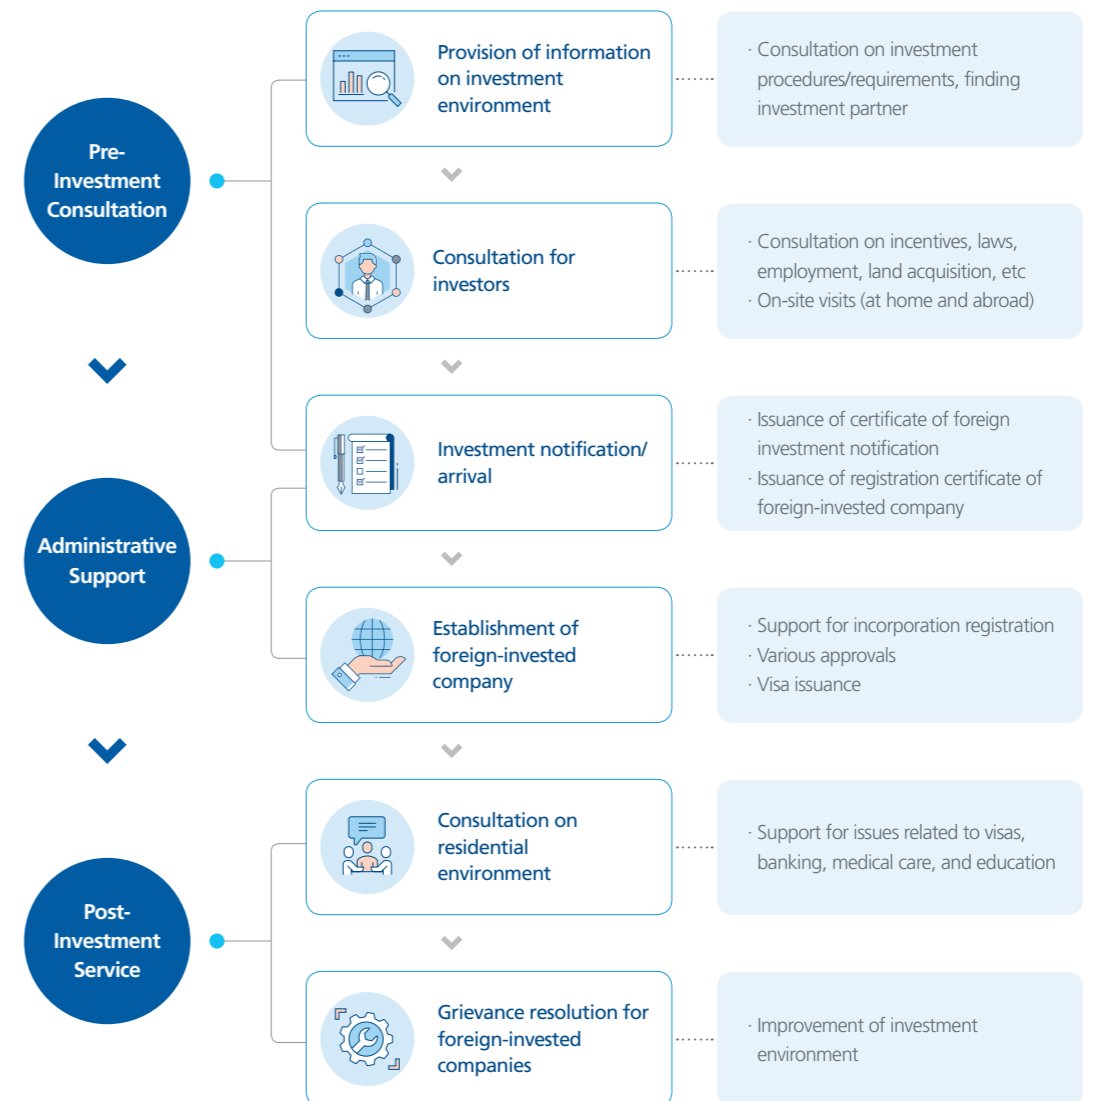 Pre-
Investment
Consultation
Provision of information
on investment
environment
· Consultation on investment
procedures/requirements, finding
investment partner
Consultation for
investors
· Consultation on incentives, laws,
employment, land acquisition, etc
· On-site visits (at home and abroad)
Investment notification/
arrival
· Issuance of certificate of foreign
investment notification
· Issuance of registration certificate of
foreign-invested company
Administrative
Support
Establishment of
foreign-invested
company
· Support for incorporation registration
· Various approvals
· Visa issuance
Post-
Investment
Service
Consultation on
residential
environment
· Support for issues related to visas,
banking, medical care, and education
Grievance resolution for
foreign-invested
companies
· Improvement of investment
environment